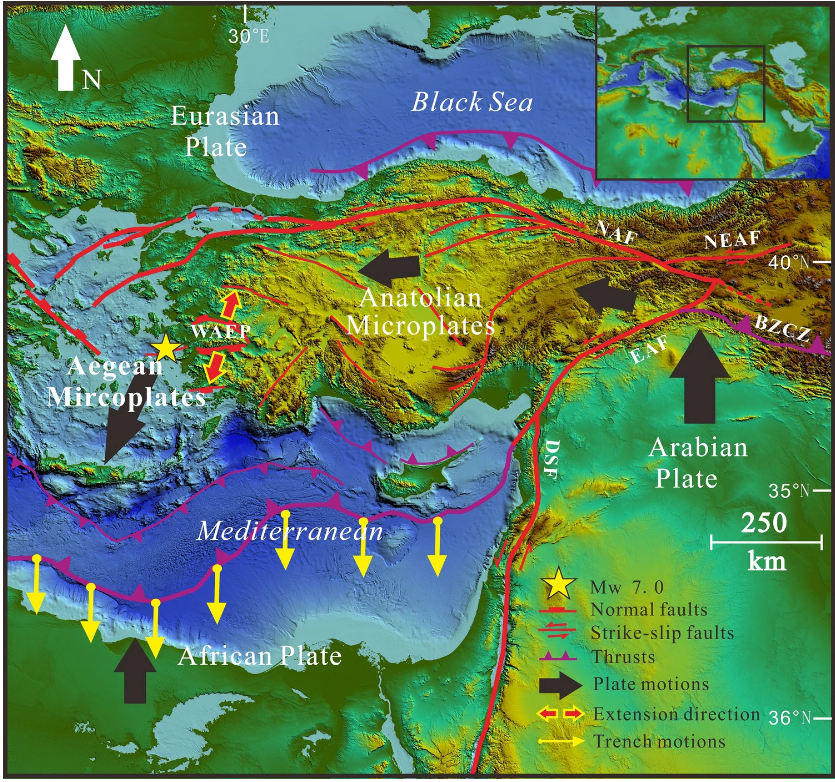 30°E
N
Black Sea
Eurasian
Plate
NAF
NEAF
40°N
Anatolian
Microplates
WAEP
BZCZ
EAF
Aegean
Mircoplates
Arabian
Plate
DSF
35°N
Mediterranean
250
km
Mw 7.0
Normal faults
Strike-slip faults
Thrusts
African Plate
Plate motions
Extension direction
36°N
Trench motions